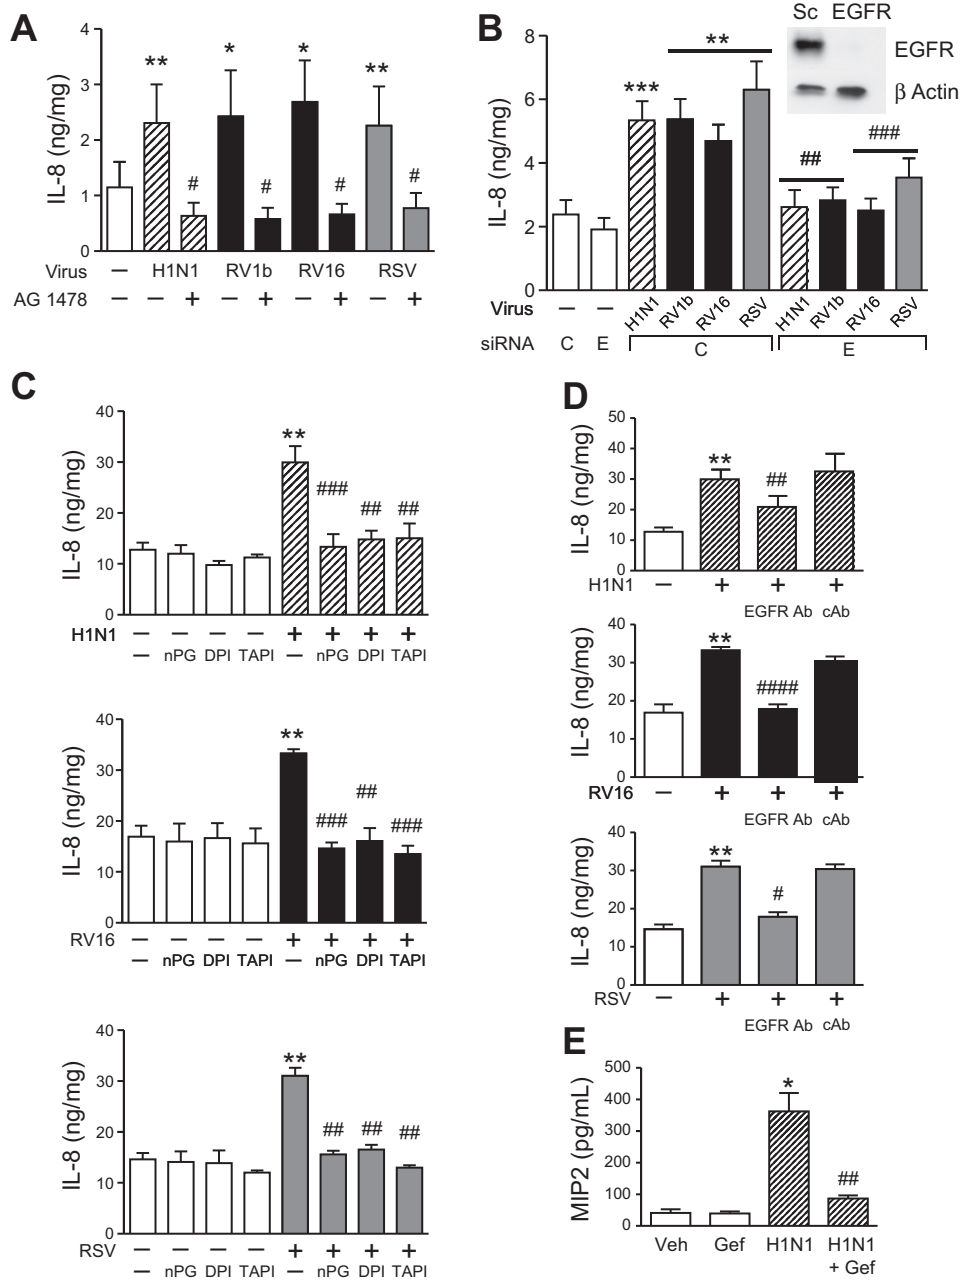 A
IL-8 (ng/mg)
4
3
2
1
0
** * * **
# # # #
Virus – H1N1 RV1b RV16 RSV
AG 1478 – – + – + – + – +
B
IL-8 (ng/mg)
8
6
4
2
0
*** **
## ###
Sc EGFR
EGFR
β Actin
Virus – – H1N1 RV1b RV16 RSV H1N1 RV1b RV16 RSV
siRNA C E C E
C
IL-8 (ng/mg)
40
30
20
10
0
**
### ## ##
H1N1 – – – – + + + +
– nPG DPI TAPI – nPG DPI TAPI
IL-8 (ng/mg)
40
30
20
10
0
**
### ## ###
RV16 – – – – + + + +
– nPG DPI TAPI – nPG DPI TAPI
IL-8 (ng/mg)
40
30
20
10
0
**
## ## ##
RSV – – – – + + + +
– nPG DPI TAPI – nPG DPI TAPI
D
IL-8 (ng/mg)
50
40
30
20
10
0
**
##
H1N1 – + + +
EGFR Ab cAb
IL-8 (ng/mg)
40
30
20
10
0
**
####
RV16 – + + +
EGFR Ab cAb
IL-8 (ng/mg)
40
30
20
10
0
**
#
RSV – + + +
EGFR Ab cAb
E
MIP2 (pg/mL)
500
400
300
200
100
0
*
##
Veh Gef H1N1 H1N1
+ Gef